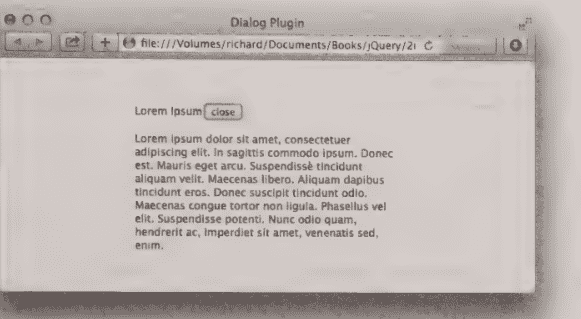 Dialog Plugin
file:///Volumes/richard/Documents/Books/jQuery/2
Lorem Ipsum close
Lorem ipsum dolor sit amet, consectetuer
adipiscing elit. In sagittis commodo ipsum. Donec
est. Mauris eget arcu. Suspendisse tincidunt
aliquam velit. Maecenas libero. Aliquam dapibus
tincidunt eros. Donec suscipit tincidunt odio.
Maecenas congue tortor non ligula. Phasellus vel
elit. Suspendisse potenti. Nunc odio quam,
hendrerit ac, imperdiet sit amet, venenatis sed,
enim.